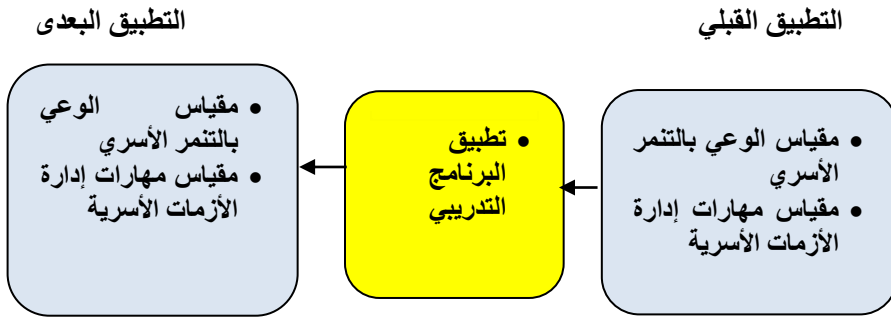 التطبيق القبلي
التطبيق البعدى
• مقياس الوعي بالتنمر
الأسري
• مقياس مهارات إدارة
الأزمات الأسرية
• تطبيق
البرنامج
التدريبي
• مقياس الوعي
بالتنمر الأسري
• مقياس مهارات إدارة
الأزمات الأسرية